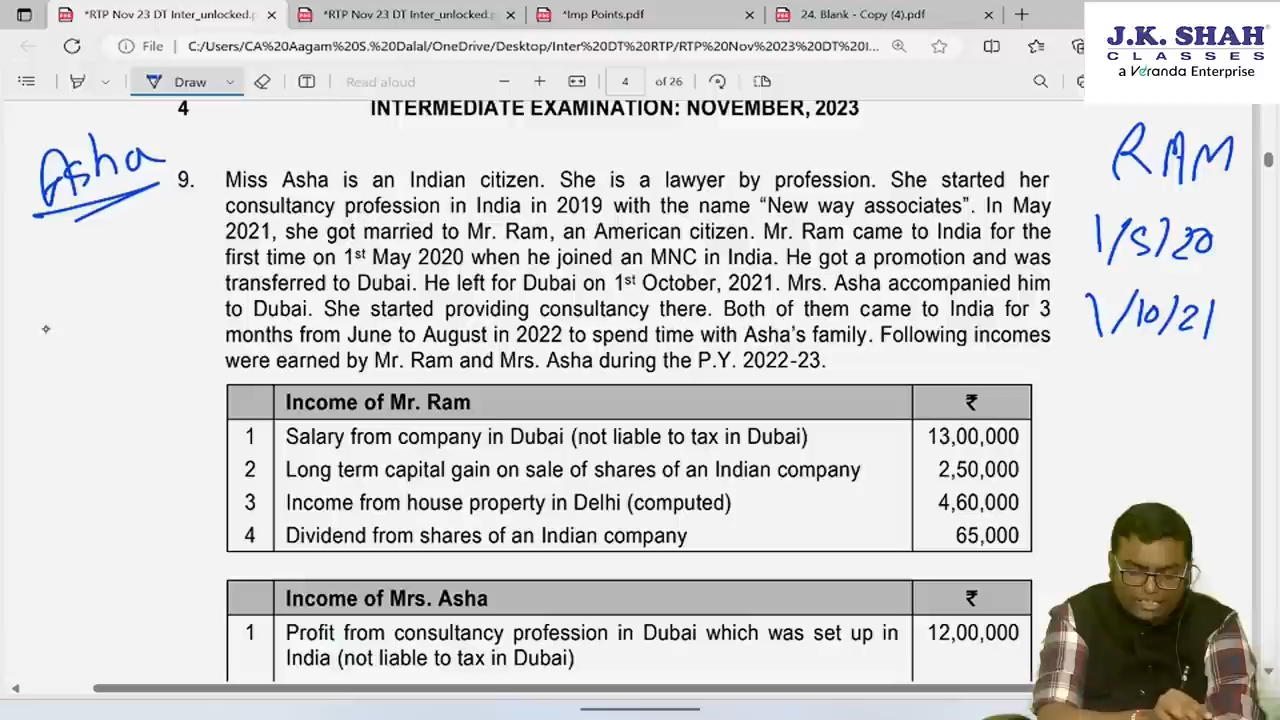 *RTP Nov 23 DT Inter_unlocked.p
*RTP Nov 23 DT Inter_unlocked.p
*Imp Points.pdf
24. Blank - Copy (4).pdf
J.K. SHAH
CLASSES
a Veranda Enterprise
File
C:/Users/CA%20Aagam%20S.%20Dalal/OneDrive/Desktop/Inter%20DT%20RTP/RTP%20Nov%2023%20DT%20I...
Draw
Read aloud
4
of 26
4
INTERMEDIATE EXAMINATION: NOVEMBER, 2023
Asha
RAM
1/5/20
1/10/21
9. Miss Asha is an Indian citizen. She is a lawyer by profession. She started her
consultancy profession in India in 2019 with the name “New way associates”. In May
2021, she got married to Mr. Ram, an American citizen. Mr. Ram came to India for the
first time on 1st May 2020 when he joined an MNC in India. He got a promotion and was
transferred to Dubai. He left for Dubai on 1st October, 2021. Mrs. Asha accompanied him
to Dubai. She started providing consultancy there. Both of them came to India for 3
months from June to August in 2022 to spend time with Asha’s family. Following incomes
were earned by Mr. Ram and Mrs. Asha during the P.Y. 2022-23.
Income of Mr. Ram ₹
1 Salary from company in Dubai (not liable to tax in Dubai) 13,00,000
2 Long term capital gain on sale of shares of an Indian company 2,50,000
3 Income from house property in Delhi (computed) 4,60,000
4 Dividend from shares of an Indian company 65,000
Income of Mrs. Asha ₹
1 Profit from consultancy profession in Dubai which was set up in 12,00,000
India (not liable to tax in Dubai)